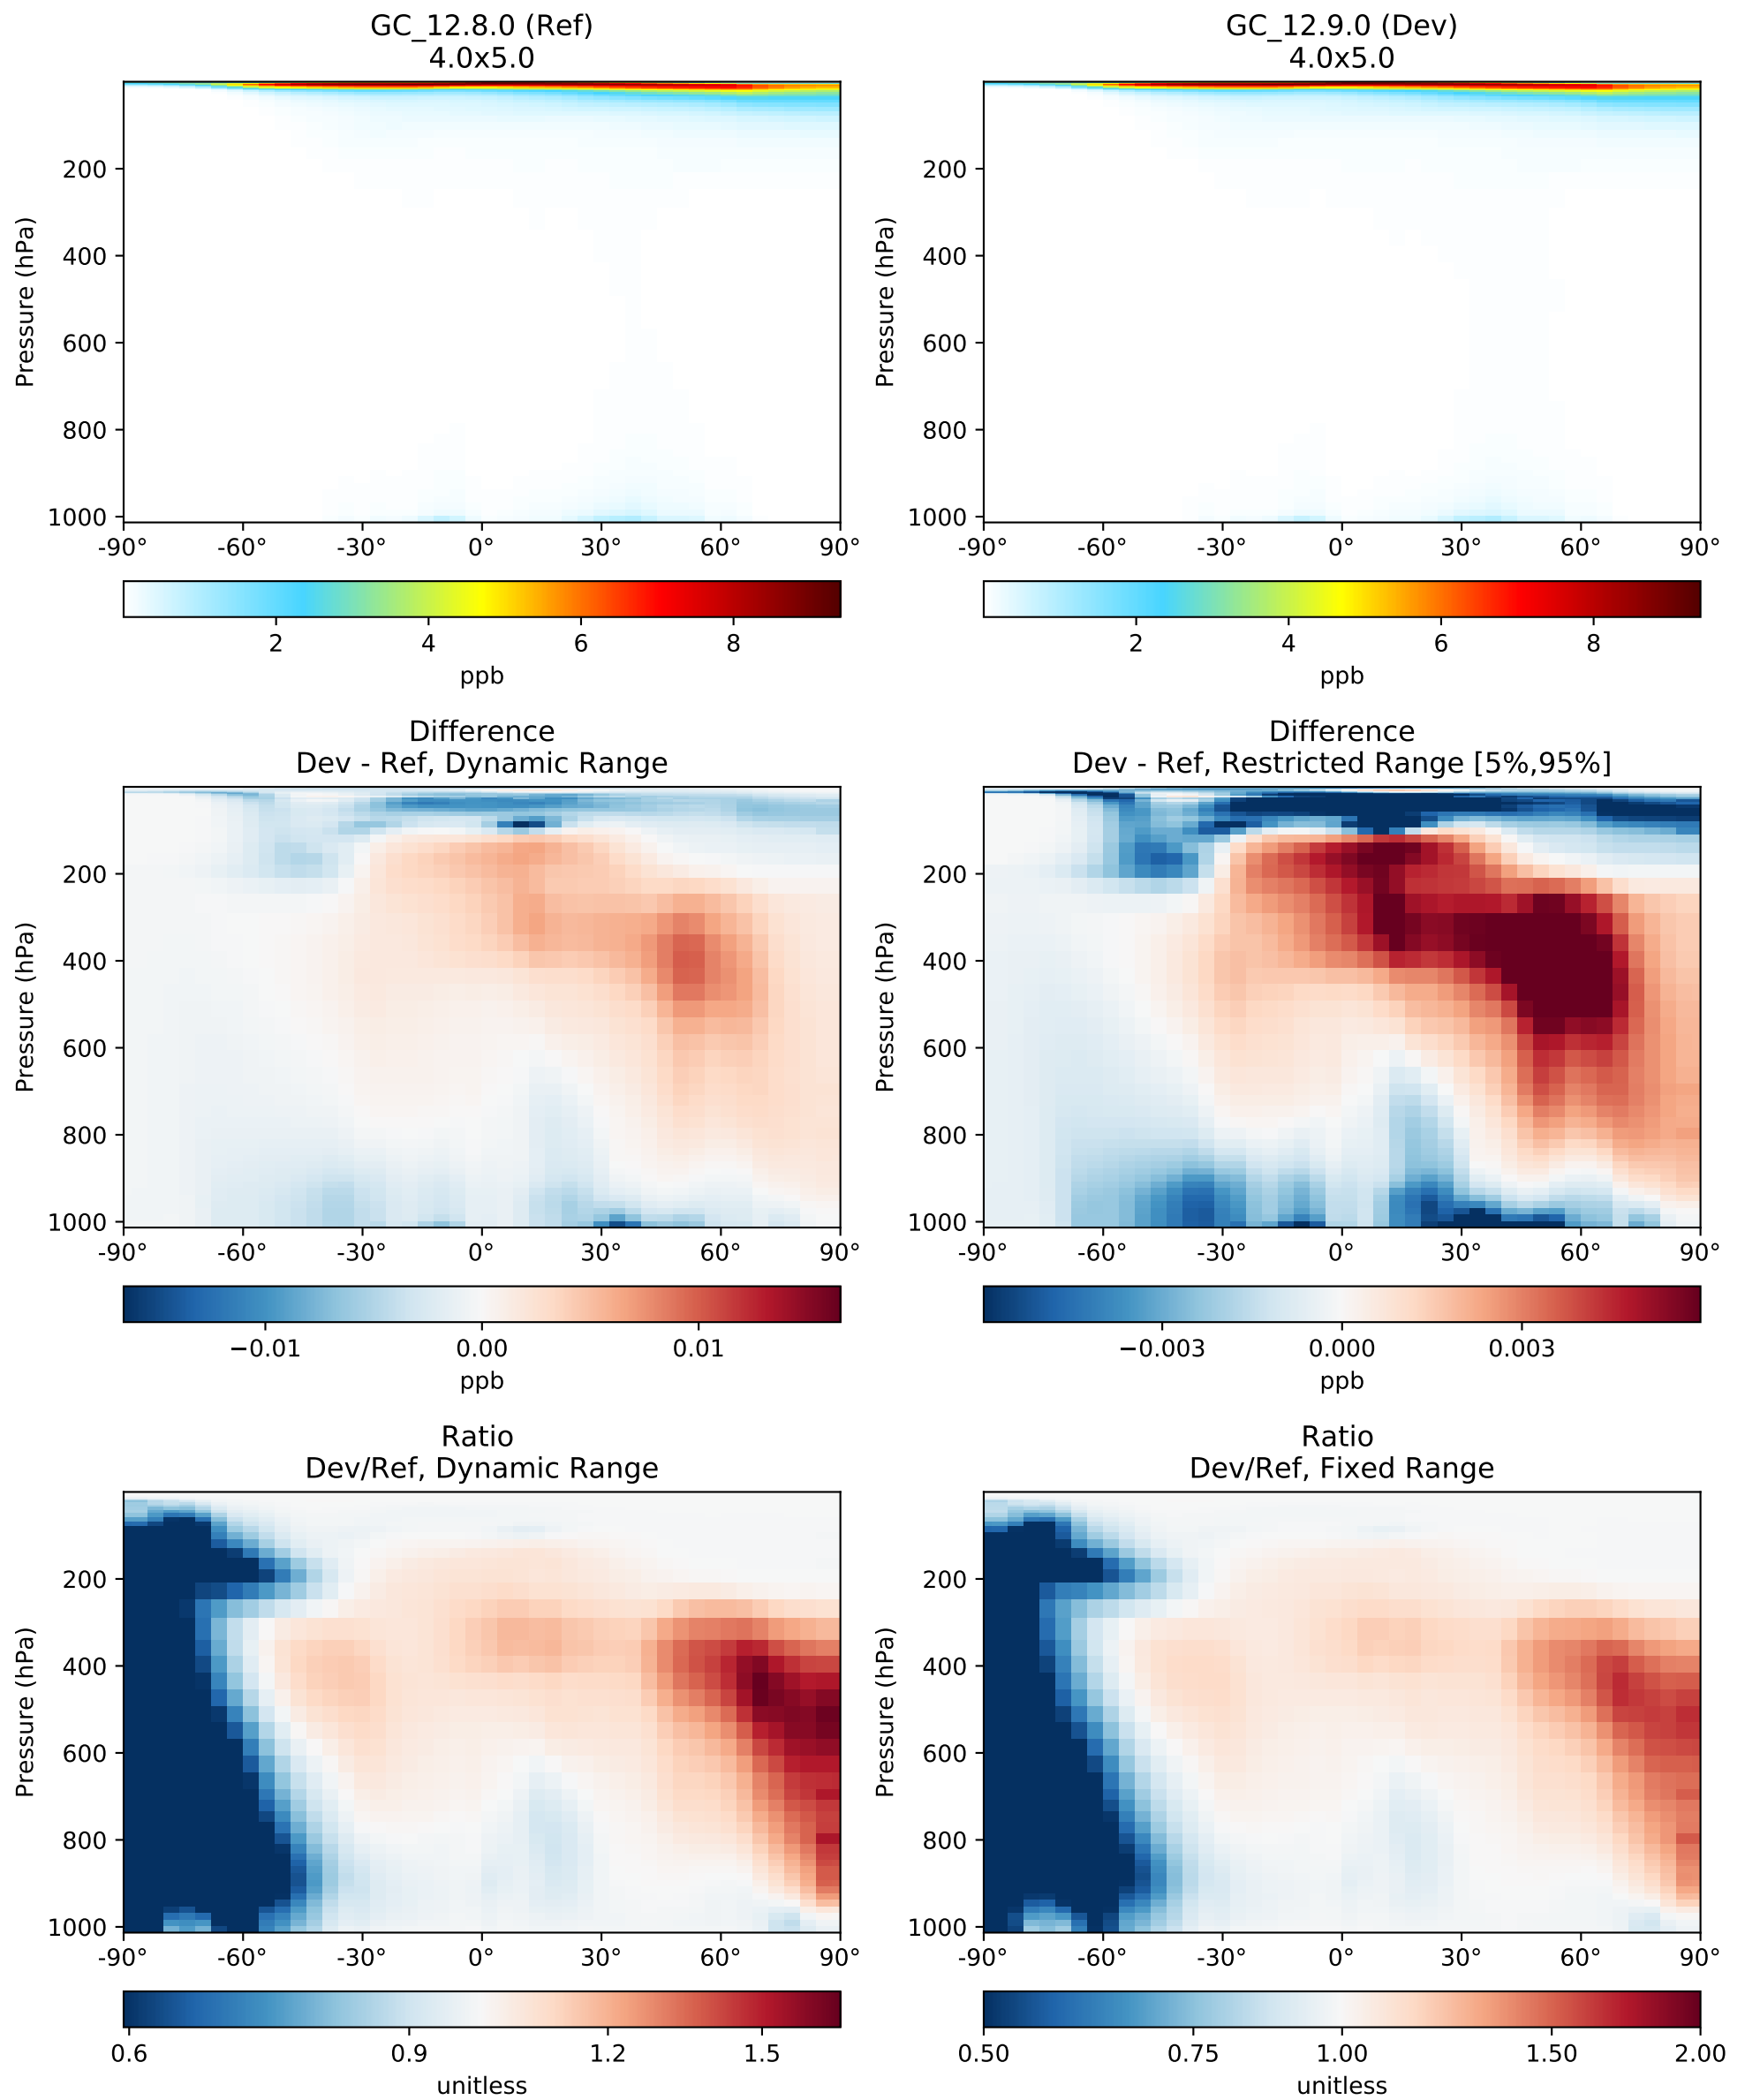 GC_12.8.0 (Ref)
4.0x5.0
Pressure (hPa)
200
400
600
800
1000
-90° -60° -30° 0° 30° 60° 90°
2 4 6 8
ppb
GC_12.9.0 (Dev)
4.0x5.0
Pressure (hPa)
200
400
600
800
1000
-90° -60° -30° 0° 30° 60° 90°
2 4 6 8
ppb
Difference
Dev - Ref, Dynamic Range
Pressure (hPa)
200
400
600
800
1000
-90° -60° -30° 0° 30° 60° 90°
−0.01 0.00 0.01
ppb
Difference
Dev - Ref, Restricted Range [5%,95%]
Pressure (hPa)
200
400
600
800
1000
-90° -60° -30° 0° 30° 60° 90°
−0.003 0.000 0.003
ppb
Ratio
Dev/Ref, Dynamic Range
Pressure (hPa)
200
400
600
800
1000
-90° -60° -30° 0° 30° 60° 90°
0.6 0.9 1.2 1.5
unitless
Ratio
Dev/Ref, Fixed Range
Pressure (hPa)
200
400
600
800
1000
-90° -60° -30° 0° 30° 60° 90°
0.50 0.75 1.00 1.50 2.00
unitless